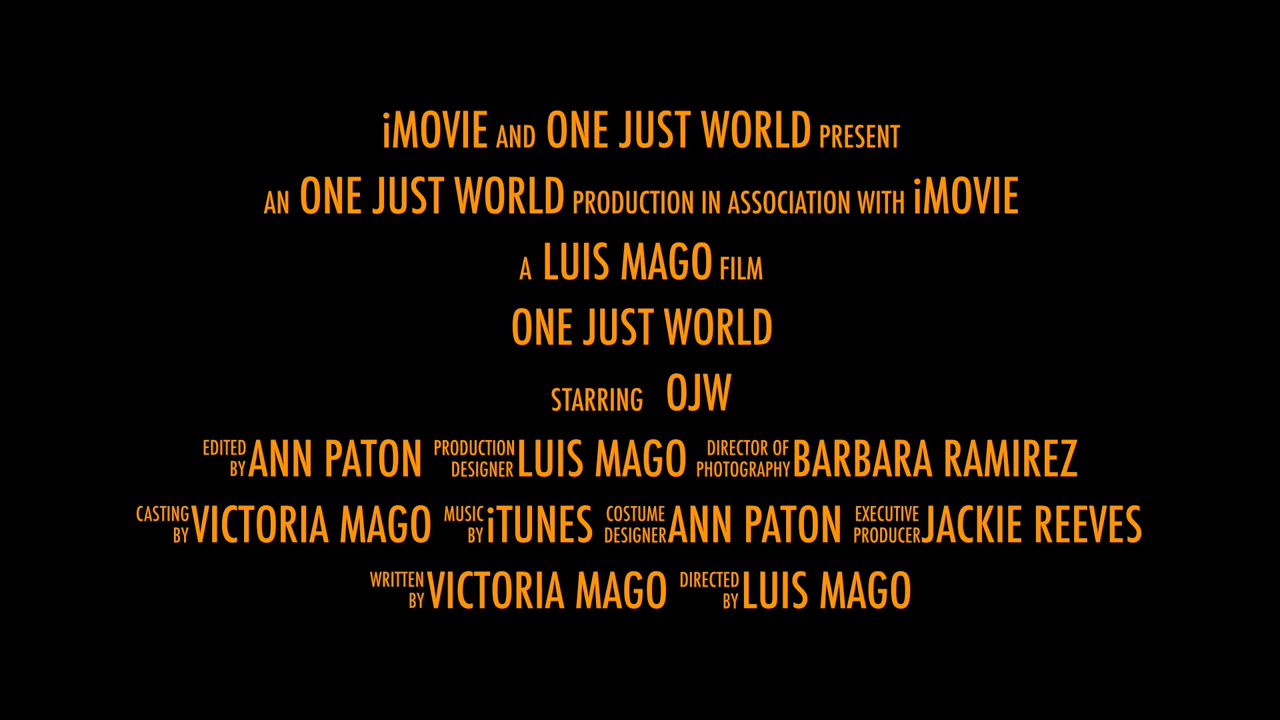 iMOVIE AND ONE JUST WORLD PRESENT
AN ONE JUST WORLD PRODUCTION IN ASSOCIATION WITH iMOVIE
A LUIS MAGO FILM
ONE JUST WORLD
STARRING OJW
EDITED BY ANN PATON PRODUCTION DESIGNER LUIS MAGO DIRECTOR OF PHOTOGRAPHY BARBARA RAMIREZ
CASTING BY VICTORIA MAGO MUSIC BY iTUNES COSTUME DESIGNER ANN PATON EXECUTIVE PRODUCER JACKIE REEVES
WRITTEN BY VICTORIA MAGO DIRECTED BY LUIS MAGO